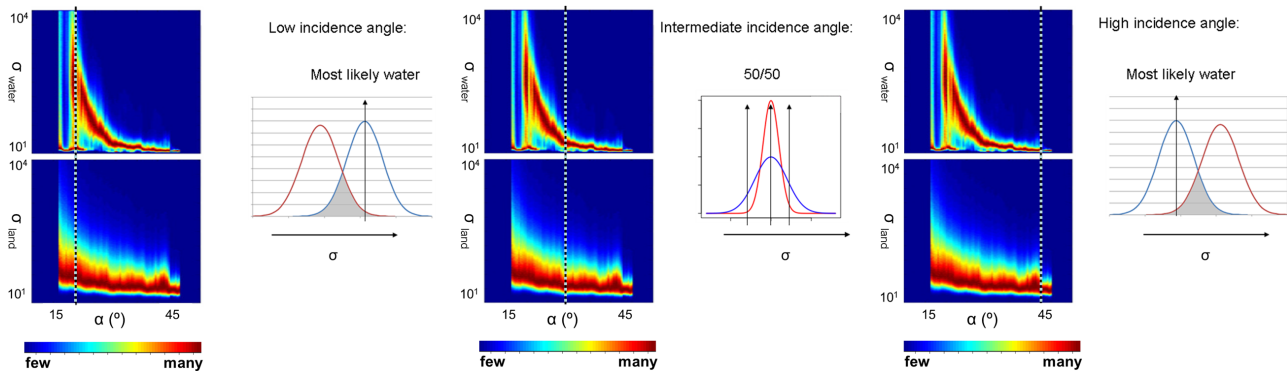 10⁴
σ water
10¹
10⁴
σ land
10¹
15
45
α (º)
few
many
Low incidence angle:
Most likely water
σ
10⁴
σ water
10¹
10⁴
σ land
10¹
15
45
α (º)
few
many
Intermediate incidence angle:
50/50
σ
10⁴
σ water
10¹
10⁴
σ land
10¹
15
45
α (º)
few
many
High incidence angle:
Most likely water
σ